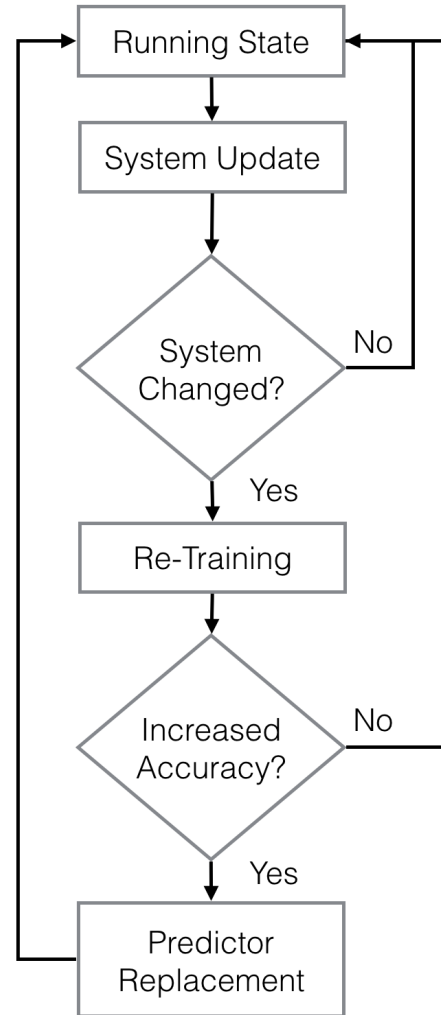 Running State
System Update
System
Changed?
No
Yes
Re-Training
Increased
Accuracy?
No
Yes
Predictor
Replacement